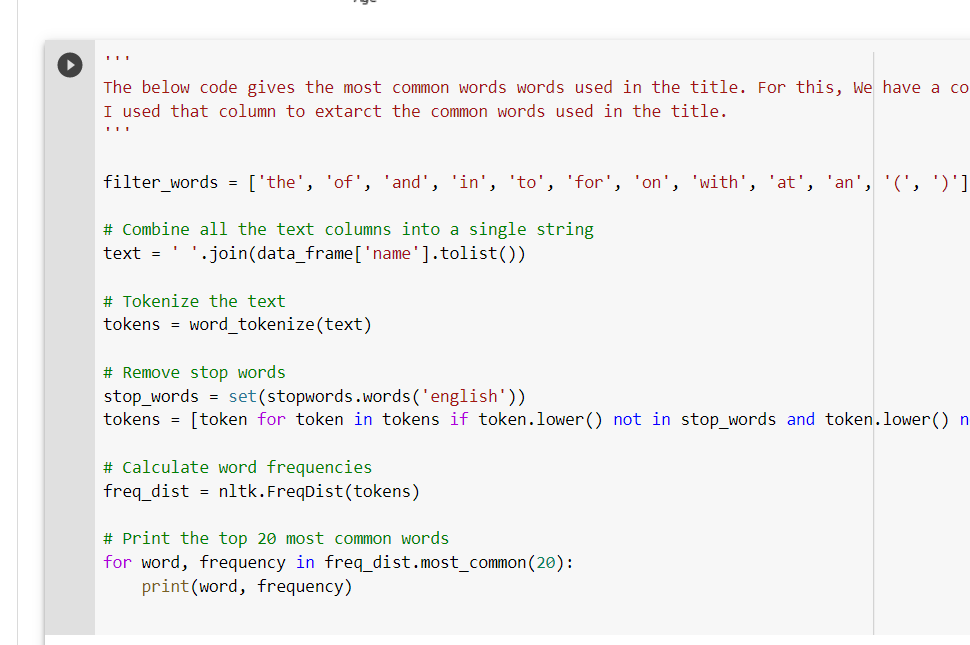 '''
The below code gives the most common words words used in the title. For this, We have a co
I used that column to extarct the common words used in the title.
'''
filter_words = ['the', 'of', 'and', 'in', 'to', 'for', 'on', 'with', 'at', 'an', '(', ')']
# Combine all the text columns into a single string
text = ' '.join(data_frame['name'].tolist())
# Tokenize the text
tokens = word_tokenize(text)
# Remove stop words
stop_words = set(stopwords.words('english'))
tokens = [token for token in tokens if token.lower() not in stop_words and token.lower() n
# Calculate word frequencies
freq_dist = nltk.FreqDist(tokens)
# Print the top 20 most common words
for word, frequency in freq_dist.most_common(20):
    print(word, frequency)